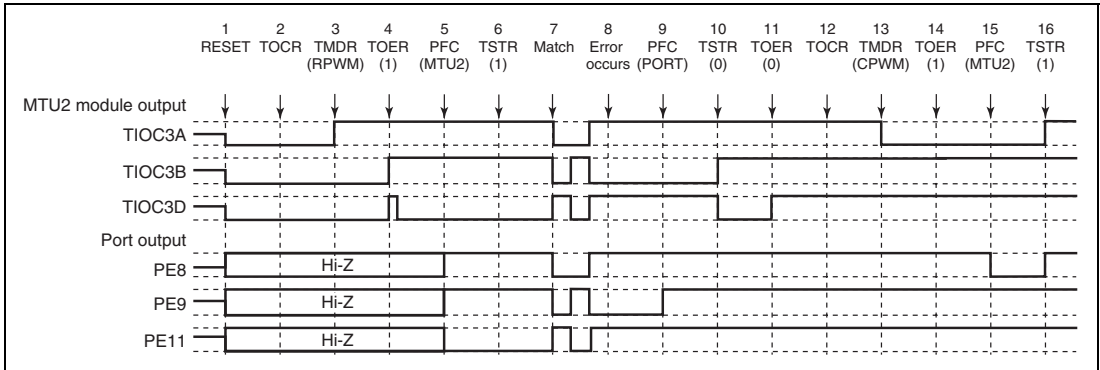 1 2 3 4 5 6 7 8 9 10 11 12 13 14 15 16
RESET TOCR TMDR TOER PFC TSTR Match Error PFC TSTR TOER TOCR TMDR TOER PFC TSTR
(RPWM) (1) (MTU2) (1) occurs (PORT) (0) (0) (CPWM) (1) (MTU2) (1)
MTU2 module output
TIOC3A
TIOC3B
TIOC3D
Port output
PE8 Hi-Z
PE9 Hi-Z
PE11 Hi-Z